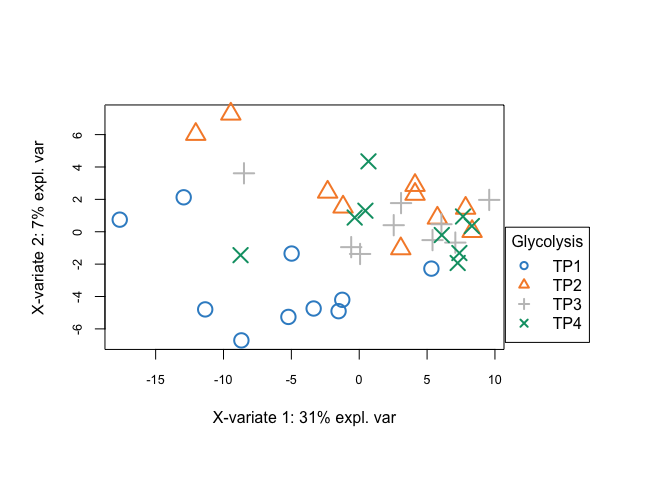 X-variate 2: 7% expl. var
6
4
2
0
-2
-4
-6
-15
-10
-5
0
5
10
X-variate 1: 31% expl. var
Glycolysis
TP1
TP2
TP3
TP4